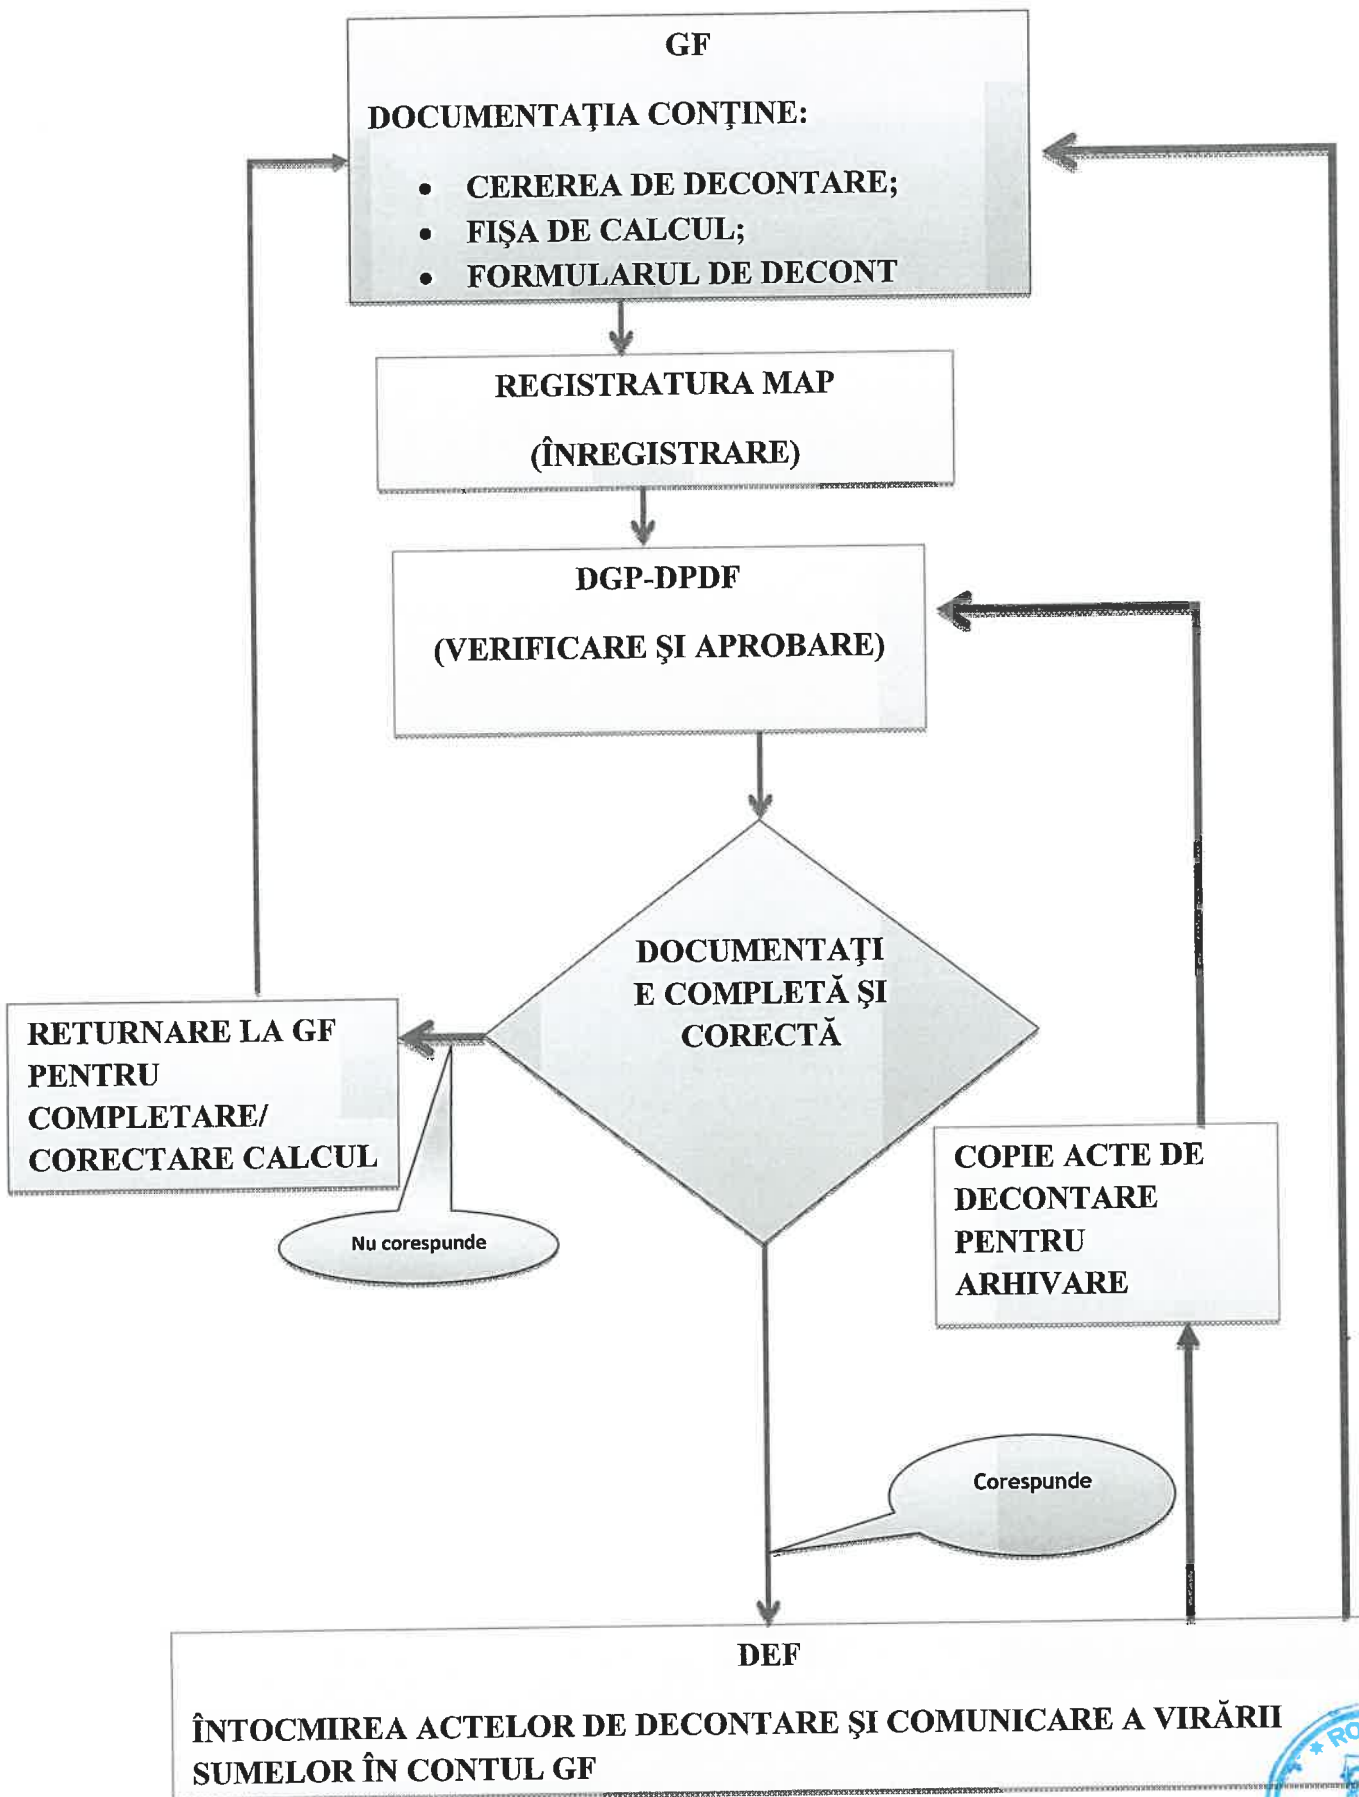 GF
DOCUMENTAŢIA CONŢINE:
• CEREREA DE DECONTARE;
• FIŞA DE CALCUL;
• FORMULARUL DE DECONT
REGISTRATURA MAP
(ÎNREGISTRARE)
DGP-DPDF
(VERIFICARE ŞI APROBARE)
DOCUMENTAŢI
E COMPLETĂ ŞI
CORECTĂ
RETURNARE LA GF
PENTRU
COMPLETARE/
CORECTARE CALCUL
Nu corespunde
COPIE ACTE DE
DECONTARE
PENTRU
ARHIVARE
Corespunde
DEF
ÎNTOCMIREA ACTELOR DE DECONTARE ŞI COMUNICARE A VIRĂRII
SUMELOR ÎN CONTUL GF
RO